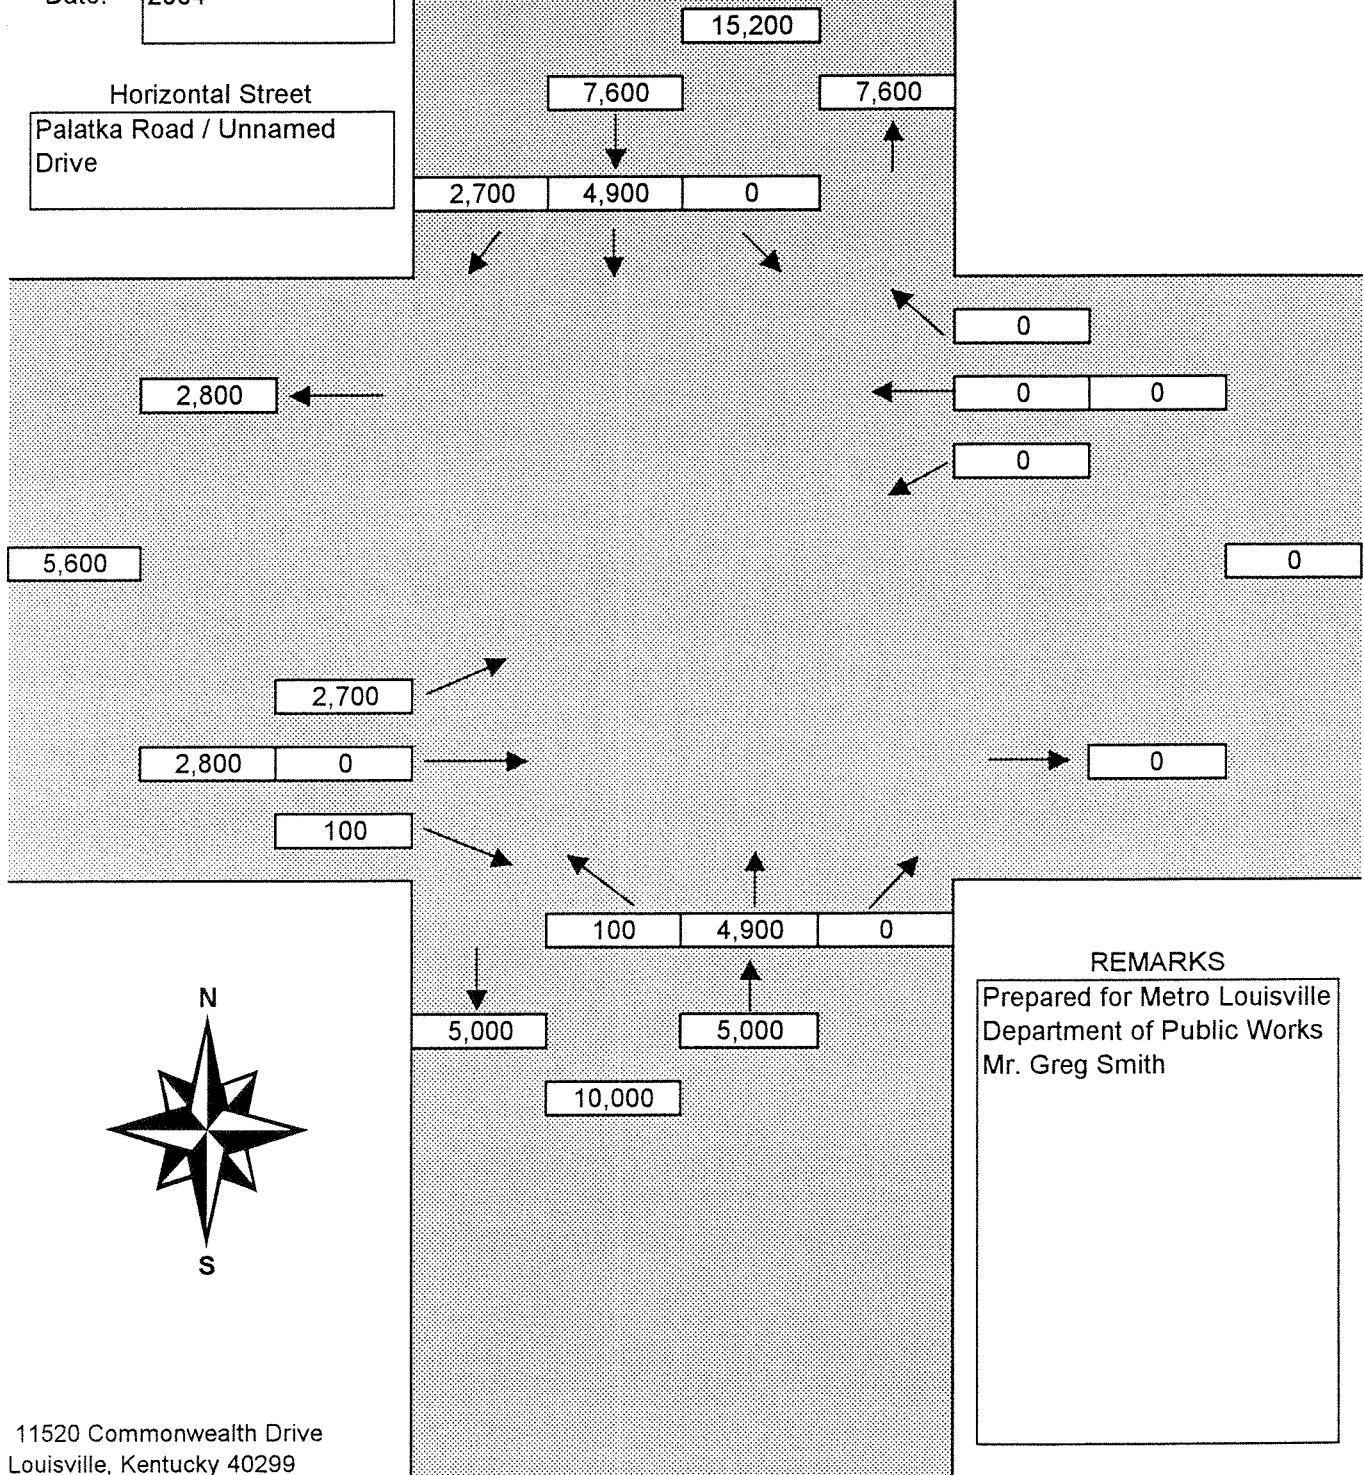 15,200
Horizontal Street
7,600 7,600
Palatka Road / Unnamed
Drive
2,700 4,900 0
0
2,800 0 0
0
5,600 0
2,700
2,800 0 0
100
100 4,900 0
REMARKS
Prepared for Metro Louisville
Department of Public Works
Mr. Greg Smith
N
5,000 5,000
10,000
S
11520 Commonwealth Drive
Louisville, Kentucky 40299